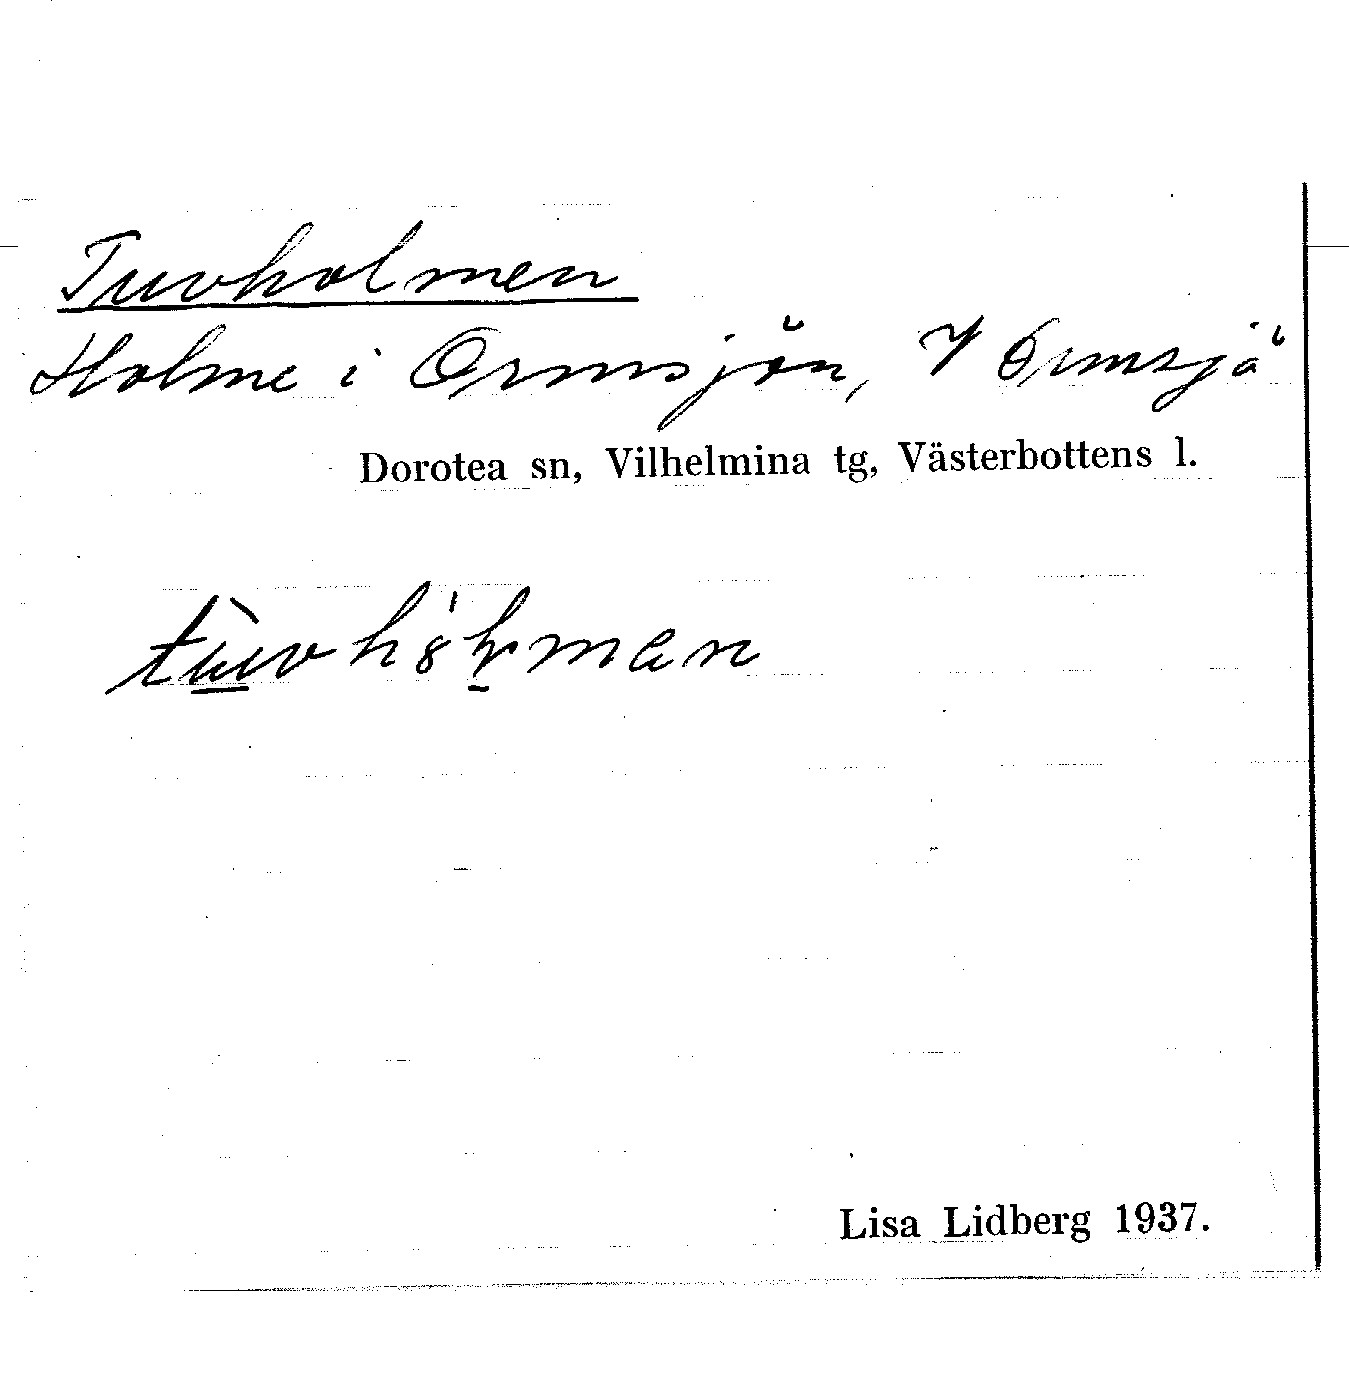 Tuvholmen
Holme i Ormsjön, V Ormsjö
Dorotea sn, Vilhelmina tg, Västerbottens l.
Lisa Lidberg 1937.